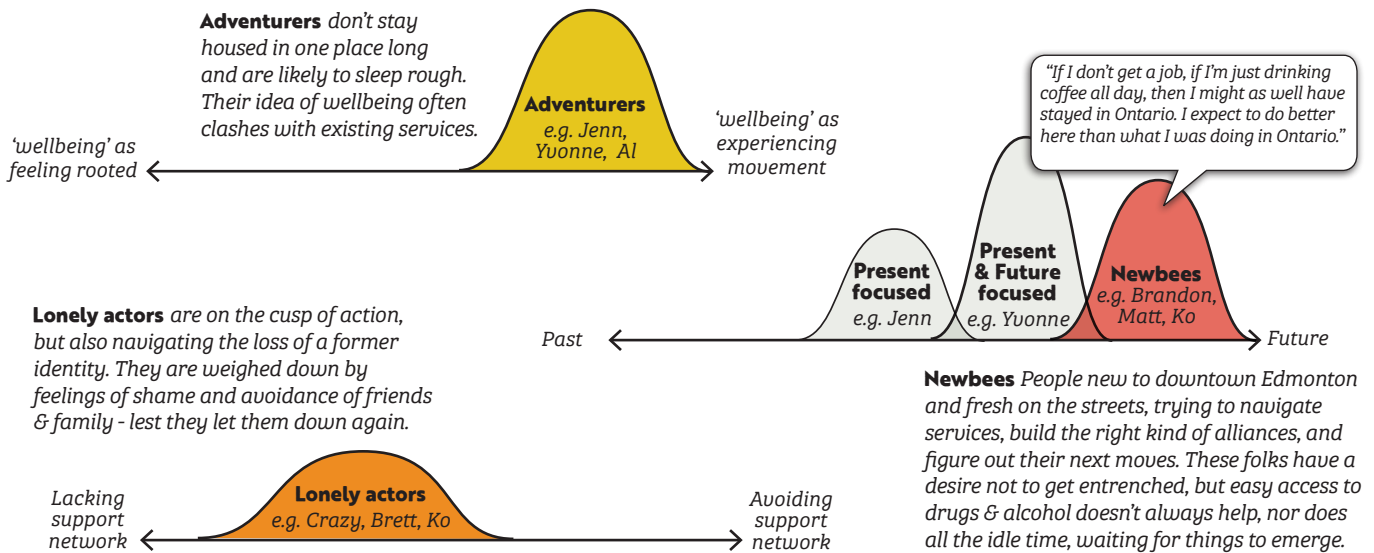 Adventurers don't stay
housed in one place long
and are likely to sleep rough.
Their idea of wellbeing often
clashes with existing services.
'wellbeing' as
feeling rooted
Adventurers
e.g. Jenn,
Yvonne, Al
'wellbeing' as
experiencing
movement
"If I don't get a job, if I'm just drinking
coffee all day, then I might as well have
stayed in Ontario. I expect to do better
here than what I was doing in Ontario."
Past
Present
focused
e.g. Jenn
Present
& Future
focused
e.g. Yvonne
Newbees
e.g. Brandon,
Matt, Ko
Future
Lonely actors are on the cusp of action,
but also navigating the loss of a former
identity. They are weighed down by
feelings of shame and avoidance of friends
& family - lest they let them down again.
Lacking
support
network
Lonely actors
e.g. Crazy, Brett, Ko
Avoiding
support
network
Newbees People new to downtown Edmonton
and fresh on the streets, trying to navigate
services, build the right kind of alliances, and
figure out their next moves. These folks have a
desire not to get entrenched, but easy access to
drugs & alcohol doesn't always help, nor does
all the idle time, waiting for things to emerge.